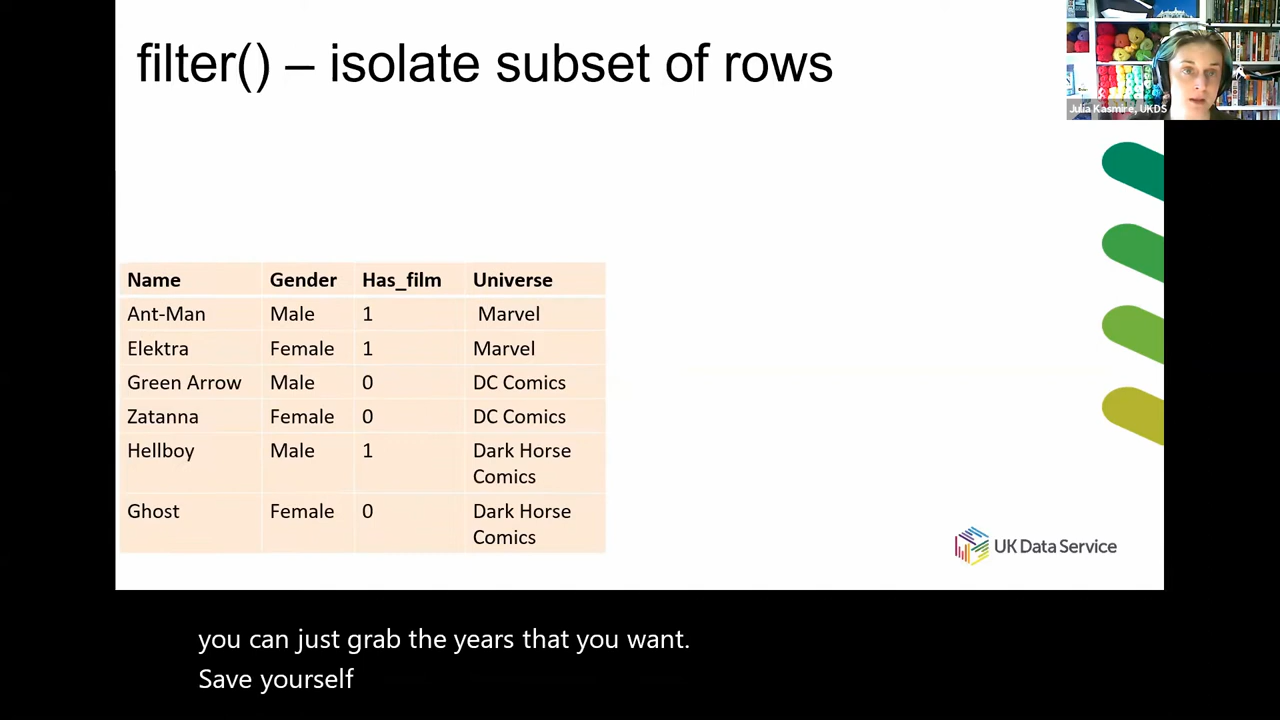 filter() – isolate subset of rows
Julia Kasmire, UKDS
Name Gender Has_film Universe
Ant-Man Male 1 Marvel
Elektra Female 1 Marvel
Green Arrow Male 0 DC Comics
Zatanna Female 0 DC Comics
Hellboy Male 1 Dark Horse
Comics
Ghost Female 0 Dark Horse
Comics
UK Data Service
you can just grab the years that you want.
Save yourself